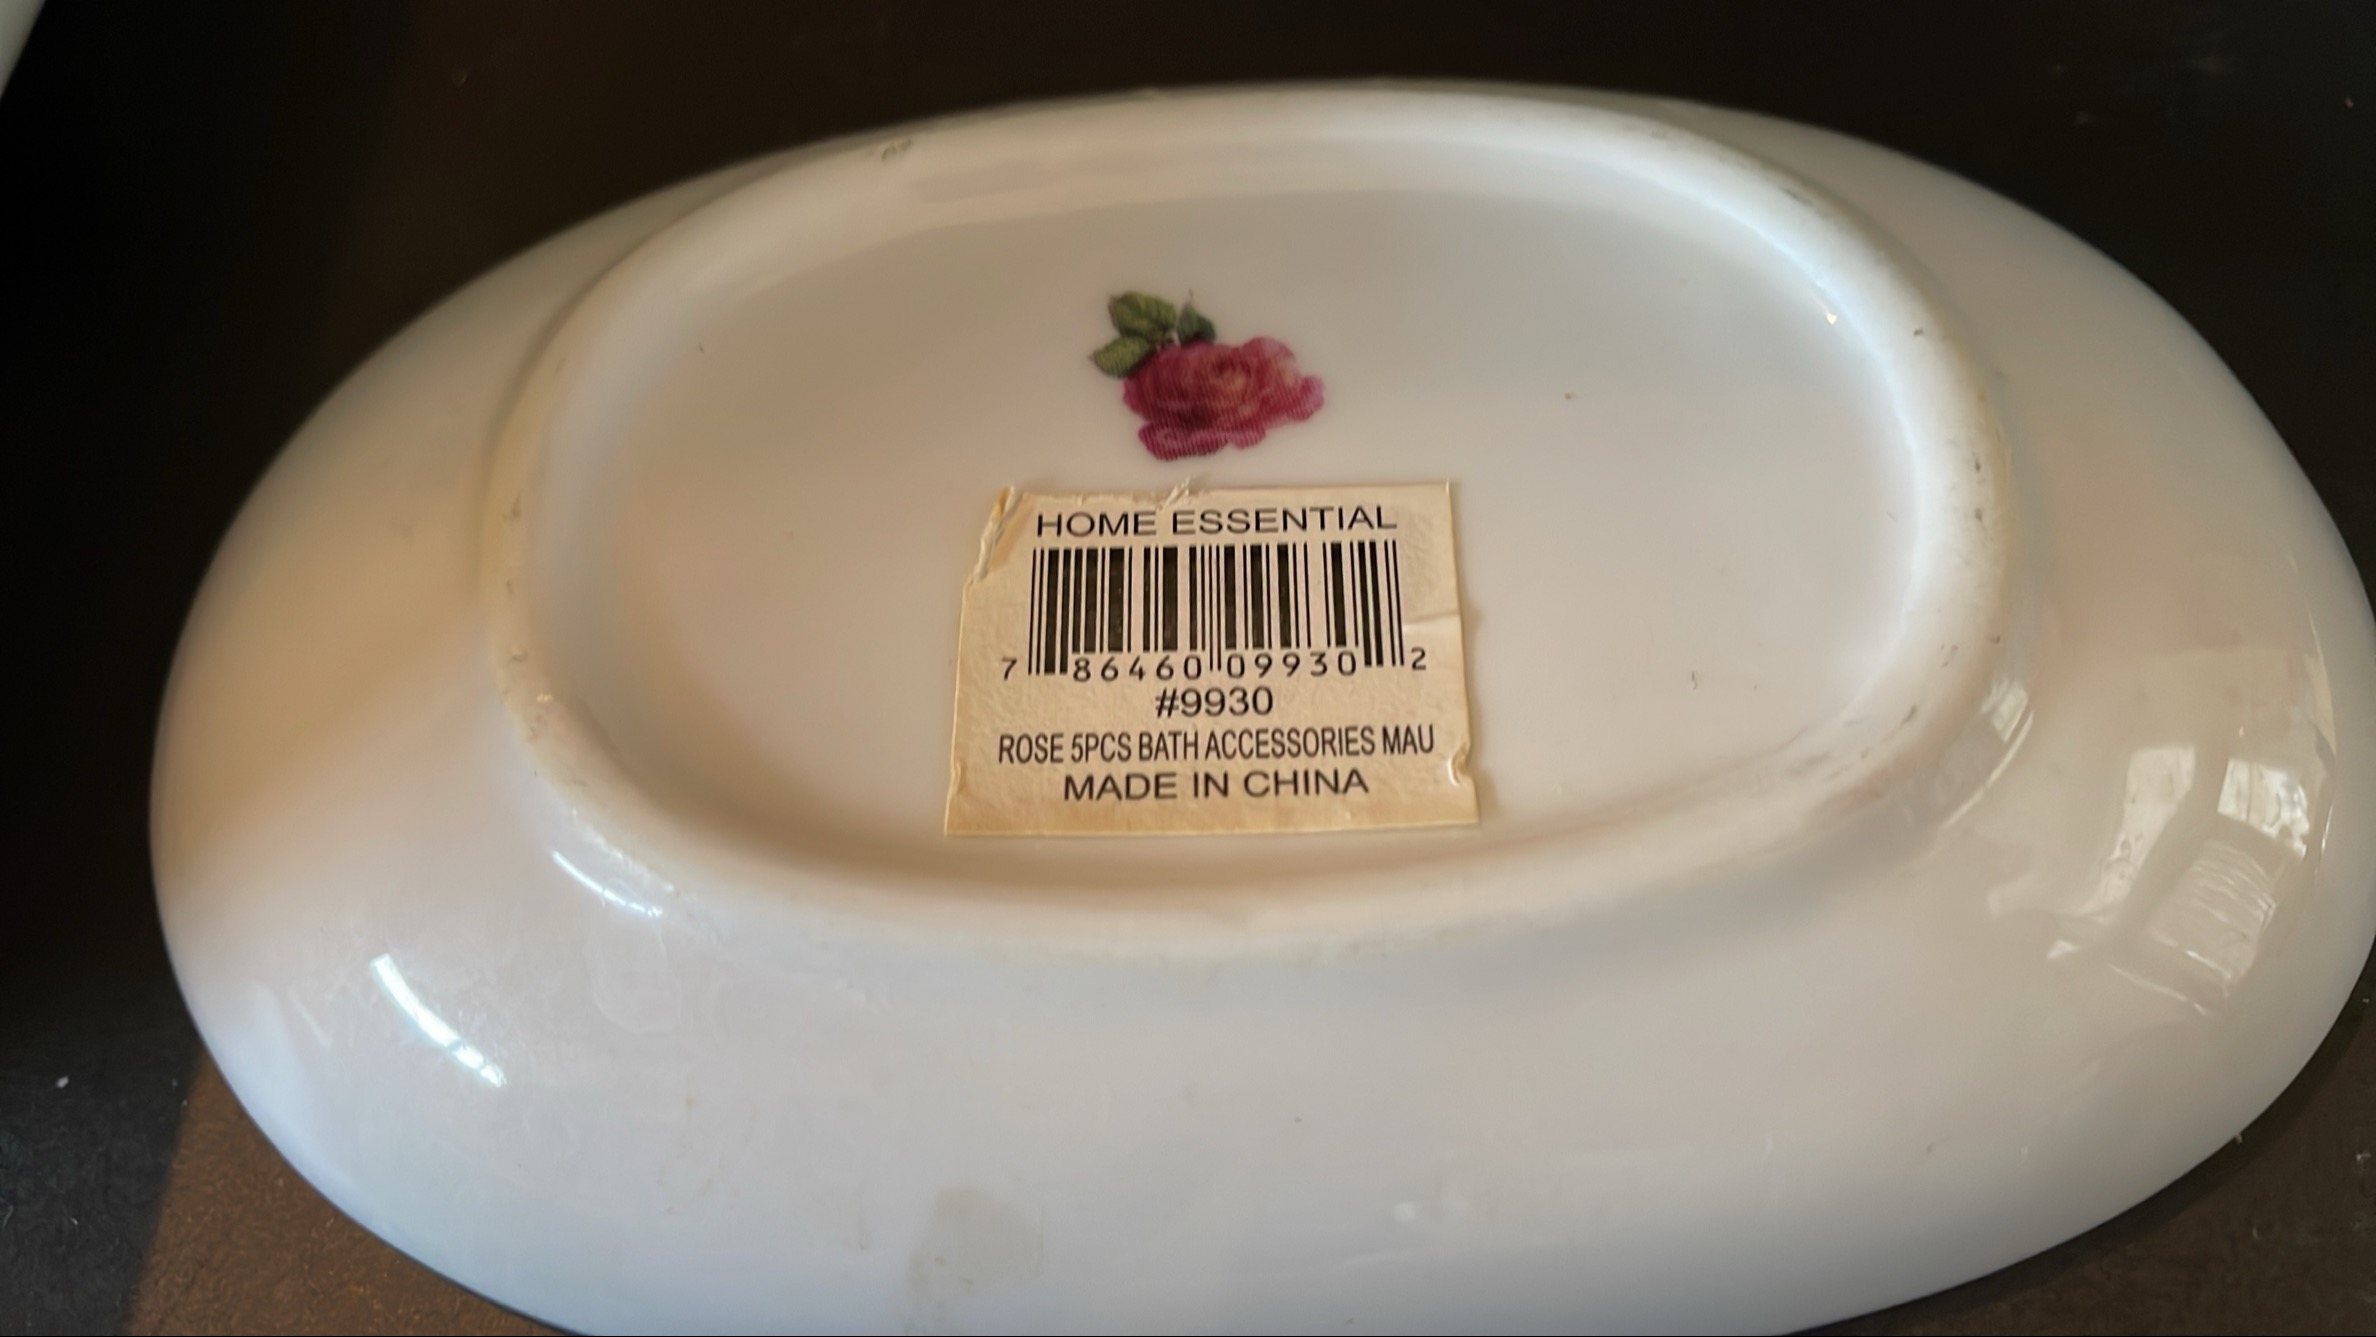 HOME ESSENTIAL
7 86460 09930 2
#9930
ROSE 5PCS BATH ACCESSORIES MAU
MADE IN CHINA